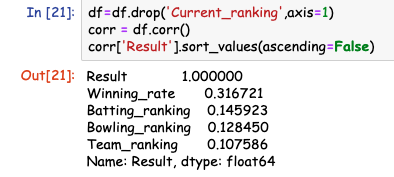 In [21]: df=df.drop('Current_ranking',axis=1)
corr = df.corr()
corr['Result'].sort_values(ascending=False)
Out[21]: Result 1.000000
Winning_rate 0.316721
Batting_ranking 0.145923
Bowling_ranking 0.128450
Team_ranking 0.107586
Name: Result, dtype: float64